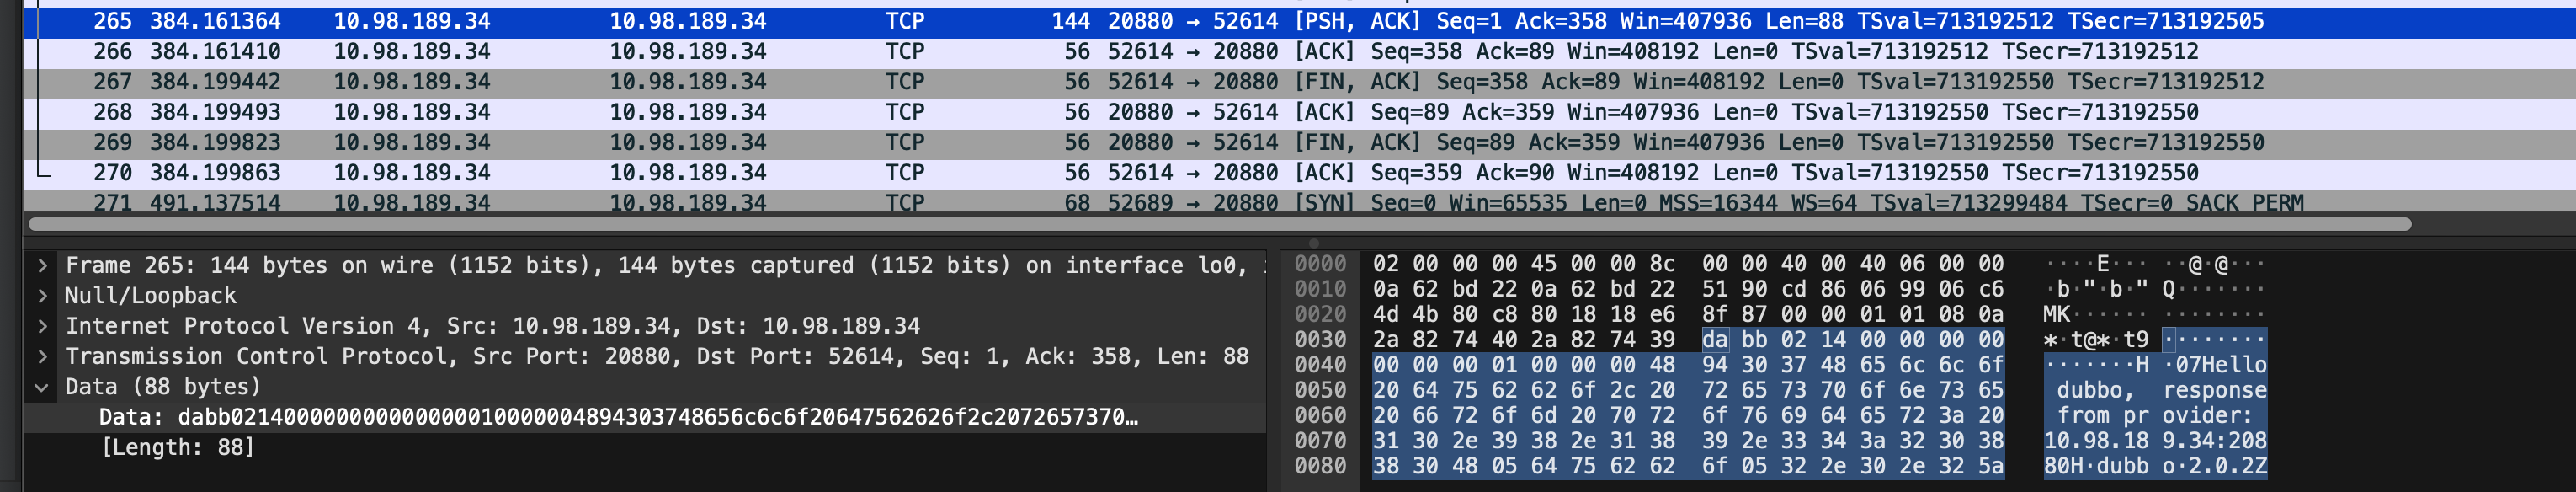 265 384.161364 10.98.189.34 10.98.189.34 TCP 144 20880 → 52614 [PSH, ACK] Seq=1 Ack=358 Win=407936 Len=88 TSval=713192512 TSecr=713192505
266 384.161410 10.98.189.34 10.98.189.34 TCP 56 52614 → 20880 [ACK] Seq=358 Ack=89 Win=408192 Len=0 TSval=713192512 TSecr=713192512
267 384.199442 10.98.189.34 10.98.189.34 TCP 56 52614 → 20880 [FIN, ACK] Seq=358 Ack=89 Win=408192 Len=0 TSval=713192550 TSecr=713192512
268 384.199493 10.98.189.34 10.98.189.34 TCP 56 20880 → 52614 [ACK] Seq=89 Ack=359 Win=407936 Len=0 TSval=713192550 TSecr=713192550
269 384.199823 10.98.189.34 10.98.189.34 TCP 56 20880 → 52614 [FIN, ACK] Seq=89 Ack=359 Win=407936 Len=0 TSval=713192550 TSecr=713192550
270 384.199863 10.98.189.34 10.98.189.34 TCP 56 52614 → 20880 [ACK] Seq=359 Ack=90 Win=408192 Len=0 TSval=713192550 TSecr=713192550
271 491.137514 10.98.189.34 10.98.189.34 TCP 68 52689 → 20880 [SYN] Seq=0 Win=65535 Len=0 MSS=16344 WS=64 TSval=713299484 TSecr=0 SACK_PERM
Frame 265: 144 bytes on wire (1152 bits), 144 bytes captured (1152 bits) on interface lo0,
Null/Loopback
Internet Protocol Version 4, Src: 10.98.189.34, Dst: 10.98.189.34
Transmission Control Protocol, Src Port: 20880, Dst Port: 52614, Seq: 1, Ack: 358, Len: 88
Data (88 bytes)
Data: dabb021400000000000000010000004894303748656c6c6f20647562626f2c2072657370…
[Length: 88]
0000 02 00 00 00 45 00 00 8c 00 00 40 00 40 06 00 00 ····E··· ··@·@···
0010 0a 62 bd 22 0a 62 bd 22 51 90 cd 86 06 99 06 c6 ·b·"·b·" Q·······
0020 4d 4b 80 c8 80 18 18 e6 8f 87 00 00 01 01 08 0a MK······ ········
0030 2a 82 74 40 2a 82 74 39 da bb 02 14 00 00 00 00 *·t@*·t9 ········
0040 00 00 00 01 00 00 00 48 94 30 37 48 65 6c 6c 6f ·······H ·07Hello
0050 20 64 75 62 62 6f 2c 20 72 65 73 70 6f 6e 73 65 dubbo, response
0060 20 66 72 6f 6d 20 70 72 6f 76 69 64 65 72 3a 20 from pr ovider:
0070 31 30 2e 39 38 2e 31 38 39 2e 33 34 3a 32 30 38 10.98.18 9.34:208
0080 38 30 48 05 64 75 62 62 6f 05 32 2e 30 2e 32 5a 80H·dubb o·2.0.2Z